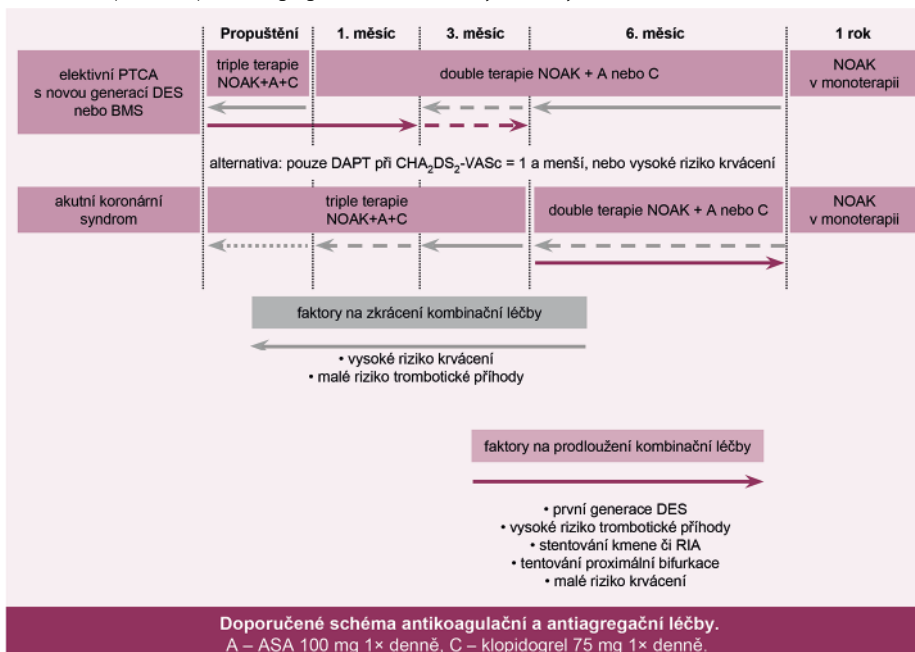 Propuštění 1. měsíc 3. měsíc 6. měsíc 1 rok
elektivní PTCA
s novou generací DES
nebo BMS
triple terapie
NOAK+A+C
double terapie NOAK + A nebo C
NOAK
v monoterapii
alternativa: pouze DAPT při CHA₂DS₂-VASc = 1 a menší, nebo vysoké riziko krvácení
akutní koronární
syndrom
triple terapie
NOAK+A+C
double terapie NOAK + A nebo C
NOAK
v monoterapii
faktory na zkrácení kombinační léčby
• vysoké riziko krvácení
• malé riziko trombotické příhody
faktory na prodloužení kombinační léčby
• první generace DES
• vysoké riziko trombotické příhody
• stentování kmene či RIA
• tentování proximální bifurkace
• malé riziko krvácení
Doporučené schéma antikoagulační a antiagregační léčby.
A – ASA 100 mg 1× denně, C – klopidogrel 75 mg 1× denně.